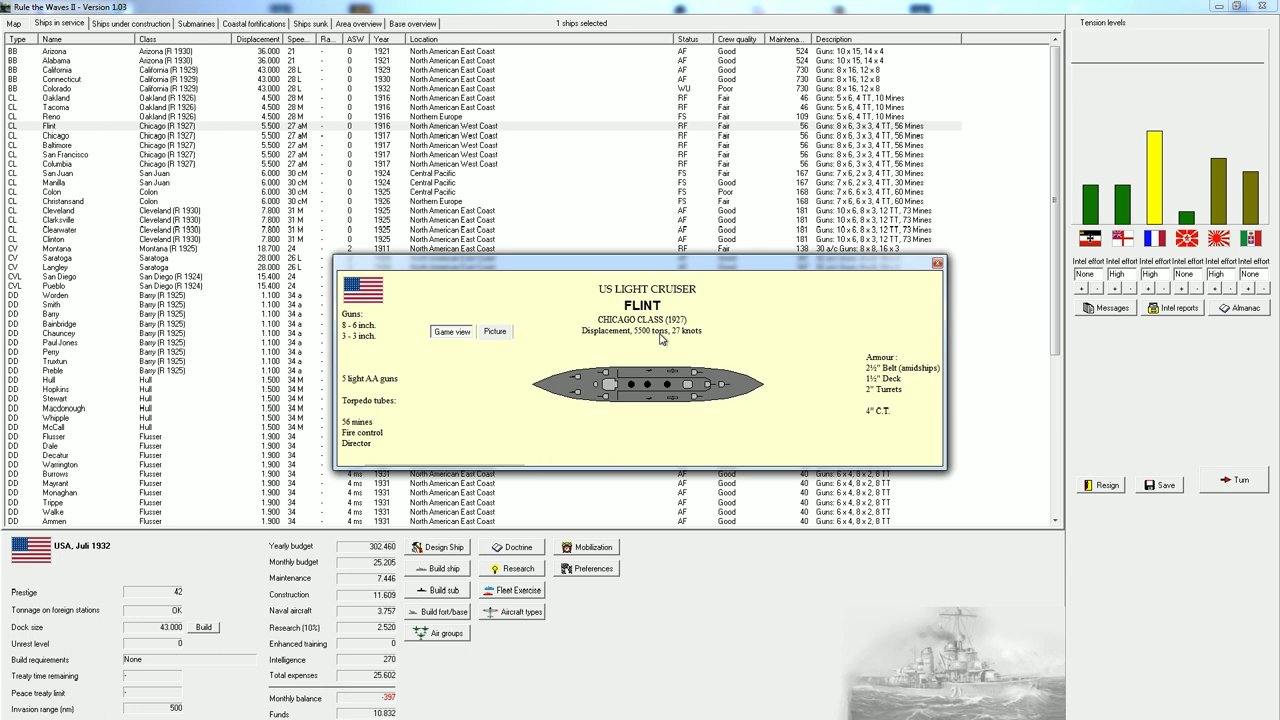 Rule the Waves II - Version 1.03
Map Ships in service Ships under construction Submarines Coastal fortifications Ships sunk Area overview Base overview 1 ships selected
Type Name Class Displacement Spee... Ra... ASW Year Location Status Crew quality Maintena... Description
BB Arizona Arizona (R 1930) 36.000 21 - 0 1921 North American East Coast AF Good 524 Guns: 10 x 15, 14 x 4
BB Alabama Arizona (R 1930) 36.000 21 - 0 1921 North American East Coast AF Good 524 Guns: 10 x 15, 14 x 4
BB California California (R 1930) 43.000 28 L - 0 1929 North American East Coast AF Good 730 Guns: 8 x 16, 12 x 8
BB Connecticut California (R 1930) 43.000 28 L - 0 1930 North American East Coast AF Good 730 Guns: 8 x 16, 12 x 8
BB Colorado California (R 1930) 43.000 28 L - 0 1932 North American East Coast WU Poor 730 Guns: 8 x 16, 12 x 8
CL Oakland Oakland (R 1926) 4.500 28 M - 0 1916 North American East Coast RF Fair 46 Guns: 5 x 6, 4 TT, 10 Mines
CL Tacoma Oakland (R 1926) 4.500 28 M - 0 1916 North American East Coast RF Fair 46 Guns: 5 x 6, 4 TT, 10 Mines
CL Reno Oakland (R 1926) 4.500 28 M - 0 1916 Northern Europe FS Fair 109 Guns: 5 x 6, 4 TT, 10 Mines
CL Flint Chicago (R 1927) 5.500 27 aM - 0 1916 North American West Coast RF Fair 56 Guns: 8 x 6, 3 x 3, 4 TT, 56 Mines
CL Chicago Chicago (R 1927) 5.500 27 aM - 0 1917 North American West Coast RF Fair 56 Guns: 8 x 6, 3 x 3, 4 TT, 56 Mines
CL Baltimore Chicago (R 1927) 5.500 27 aM - 0 1917 North American West Coast RF Fair 56 Guns: 8 x 6, 3 x 3, 4 TT, 56 Mines
CL San Francisco Chicago (R 1927) 5.500 27 aM - 0 1917 North American West Coast RF Fair 56 Guns: 8 x 6, 3 x 3, 4 TT, 56 Mines
CL Columbia Chicago (R 1927) 5.500 27 aM - 0 1917 North American West Coast RF Fair 56 Guns: 8 x 6, 3 x 3, 4 TT, 56 Mines
CL San Juan San Juan 6.000 30 cM - 0 1924 Central Pacific FS Fair 167 Guns: 7 x 6, 2 x 3, 4 TT, 30 Mines
CL Manilla San Juan 6.000 30 cM - 0 1924 Central Pacific FS Good 167 Guns: 7 x 6, 2 x 3, 4 TT, 30 Mines
CL Colon Colon 6.000 30 cM - 0 1925 Central Pacific FS Poor 168 Guns: 7 x 6, 2 x 3, 4 TT, 60 Mines
CL Christansand Colon 6.000 30 cM - 0 1926 Northern Europe FS Fair 168 Guns: 7 x 6, 2 x 3, 4 TT, 60 Mines
CL Cleveland Cleveland (R 1930) 7.800 31 M - 0 1925 North American East Coast AF Good 181 Guns: 10 x 6, 8 x 3, 12 TT, 73 Mines
CL Clarksville Cleveland (R 1930) 7.800 31 M - 0 1925 North American East Coast AF Good 181 Guns: 10 x 6, 8 x 3, 12 TT, 73 Mines
CL Clearwater Cleveland (R 1930) 7.800 31 M - 0 1925 North American East Coast AF Good 181 Guns: 10 x 6, 8 x 3, 12 TT, 73 Mines
CL Clinton Cleveland (R 1930) 7.800 31 M - 0 1925 North American East Coast AF Good 181 Guns: 10 x 6, 8 x 3, 12 TT, 73 Mines
CV Montana Montana (R 1925) 18.700 24 - 2 1911 North American East Coast RF Fair 138 30 a/c Guns: 8 x 8, 16 x 3
CV Saratoga Saratoga 28.000 26 L
CV Langley Saratoga 28.000 26 L
CVL San Diego San Diego (R 1924) 15.400 24
CVL Pueblo San Diego (R 1924) 15.400 24
DD Worden Barry (R 1925) 1.100 34 a
DD Smith Barry (R 1925) 1.100 34 a
DD Barry Barry (R 1925) 1.100 34 a
DD Bainbridge Barry (R 1925) 1.100 34 a
DD Chauncey Barry (R 1925) 1.100 34 a
DD Paul Jones Barry (R 1925) 1.100 34 a
DD Perry Barry (R 1925) 1.100 34 a
DD Truxtun Barry (R 1925) 1.100 34 a
DD Preble Barry (R 1925) 1.100 34 a
DD Hull Hull 1.100 34 M
DD Hopkins Hull 1.100 34 M
DD Stewart Hull 1.100 34 M
DD Macdonough Hull 1.100 34 M
DD Whipple Hull 1.100 34 M
DD McCall Hull 1.100 34 M
DD Flusser Flusser 1.900 34
DD Dale Flusser 1.900 34
DD Decatur Flusser 1.900 34
DD Warrington Flusser 1.900 34
DD Burrows Flusser 1.900 34 - 4 ms 1931 North American East Coast AF Good 40 Guns: 6 x 4, 8 x 2, 8 TT
DD Mayrant Flusser 1.900 34 - 4 ms 1931 North American East Coast AF Good 40 Guns: 6 x 4, 8 x 2, 8 TT
DD Monaghan Flusser 1.900 34 - 4 ms 1931 North American East Coast AF Good 40 Guns: 6 x 4, 8 x 2, 8 TT
DD Trippe Flusser 1.900 34 - 4 ms 1931 North American East Coast AF Good 40 Guns: 6 x 4, 8 x 2, 8 TT
DD Walke Flusser 1.900 34 - 4 ms 1931 North American East Coast AF Good 40 Guns: 6 x 4, 8 x 2, 8 TT
DD Ammen Flusser 1.900 34 - 4 ms 1931 North American East Coast AF Good 40 Guns: 6 x 4, 8 x 2, 8 TT
US LIGHT CRUISER
FLINT
CHICAGO CLASS (1927)
Displacement, 5500 tons, 27 knots
Guns:
8 - 6 inch.
3 - 3 inch.
Game view Picture
5 light AA guns
Torpedo tubes:
56 mines
Fire control
Director
Armour :
2½" Belt (amidships)
1½" Deck
2" Turrets
4" C.T.
Tension levels
Intel effort Intel effort Intel effort Intel effort Intel effort Intel effort
None High High None High None
+ - + - + - + - + - + -
Messages Intel reports Almanac
Resign Save Turn
USA, Juli 1932
Prestige 42
Tonnage on foreign stations OK
Dock size 43.000 Build
Unrest level 0
Build requirements None
Treaty time remaining -
Peace treaty limit -
Invasion range (nm) 500
Yearly budget 302.460
Monthly budget 25.205
Maintenance 7.446
Construction 11.609
Naval aircraft 3.757
Research (10%) 2.520
Enhanced training 0
Intelligence 270
Total expenses 25.602
Monthly balance -397
Funds 10.832
Design Ship Doctrine Mobilization
Build ship Research Preferences
Build sub Fleet Exercise
Build fort/base Aircraft types
Air groups